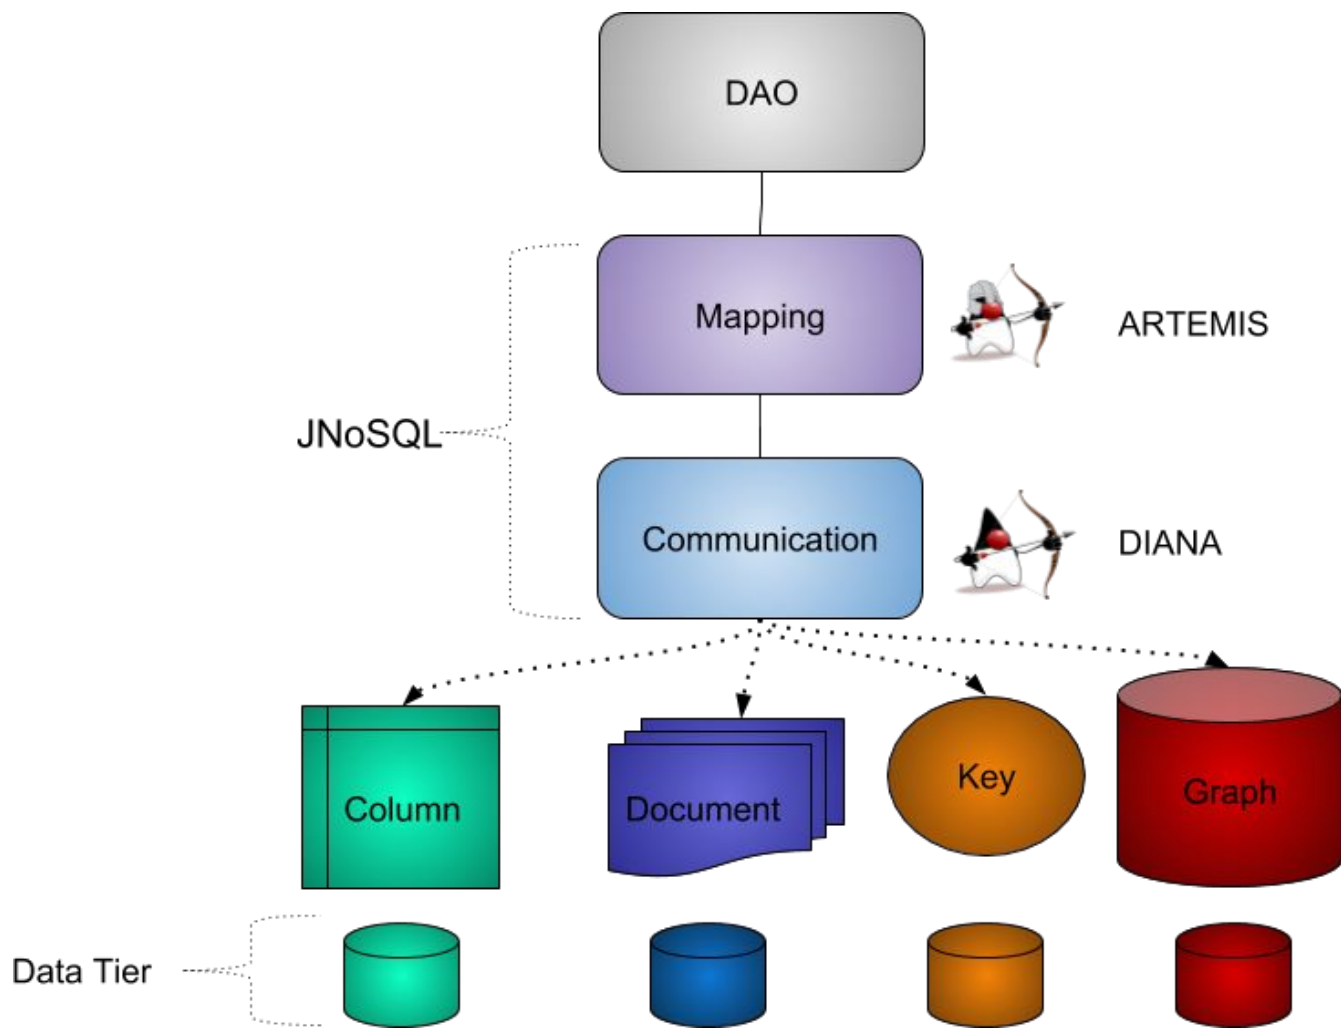 DAO
Mapping
ARTEMIS
JNoSQL
Communication
DIANA
Column
Document
Key
Graph
Data Tier